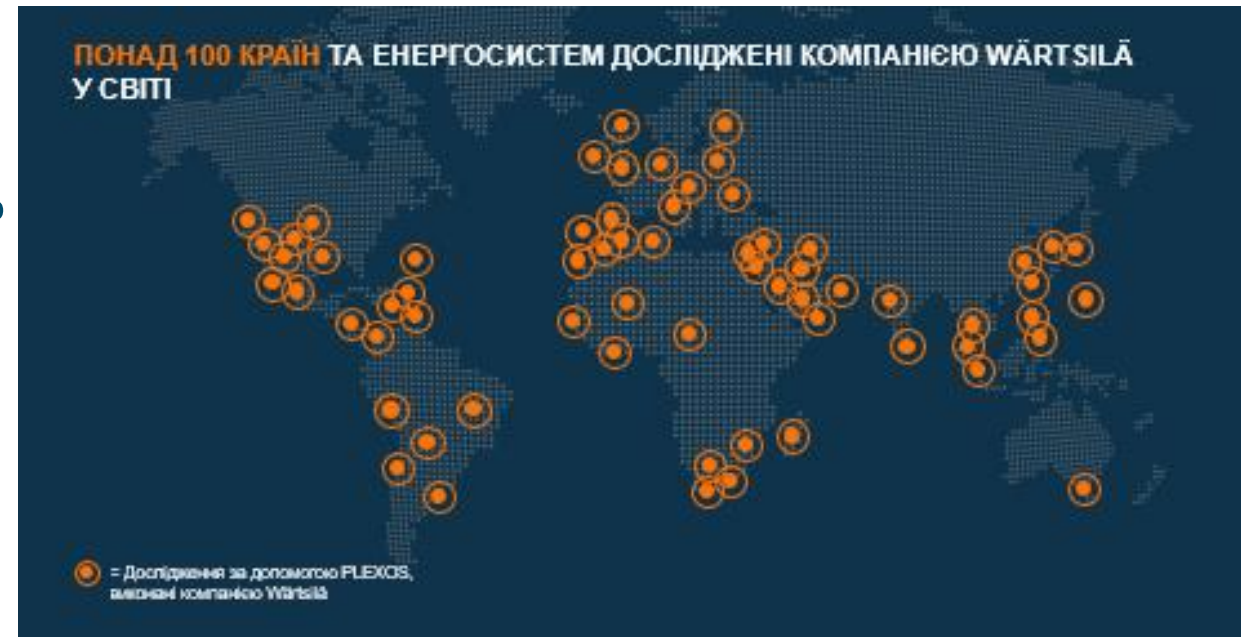 ПОНАД 100 КРАЇН ТА ЕНЕРГОСИСТЕМ ДОСЛІДЖЕНІ КОМПАНІЄЮ WÄRTSILÄ
У СВІТІ
= Дослідження за допомогою PLEXOS,
виконані компанією Wärtsilä